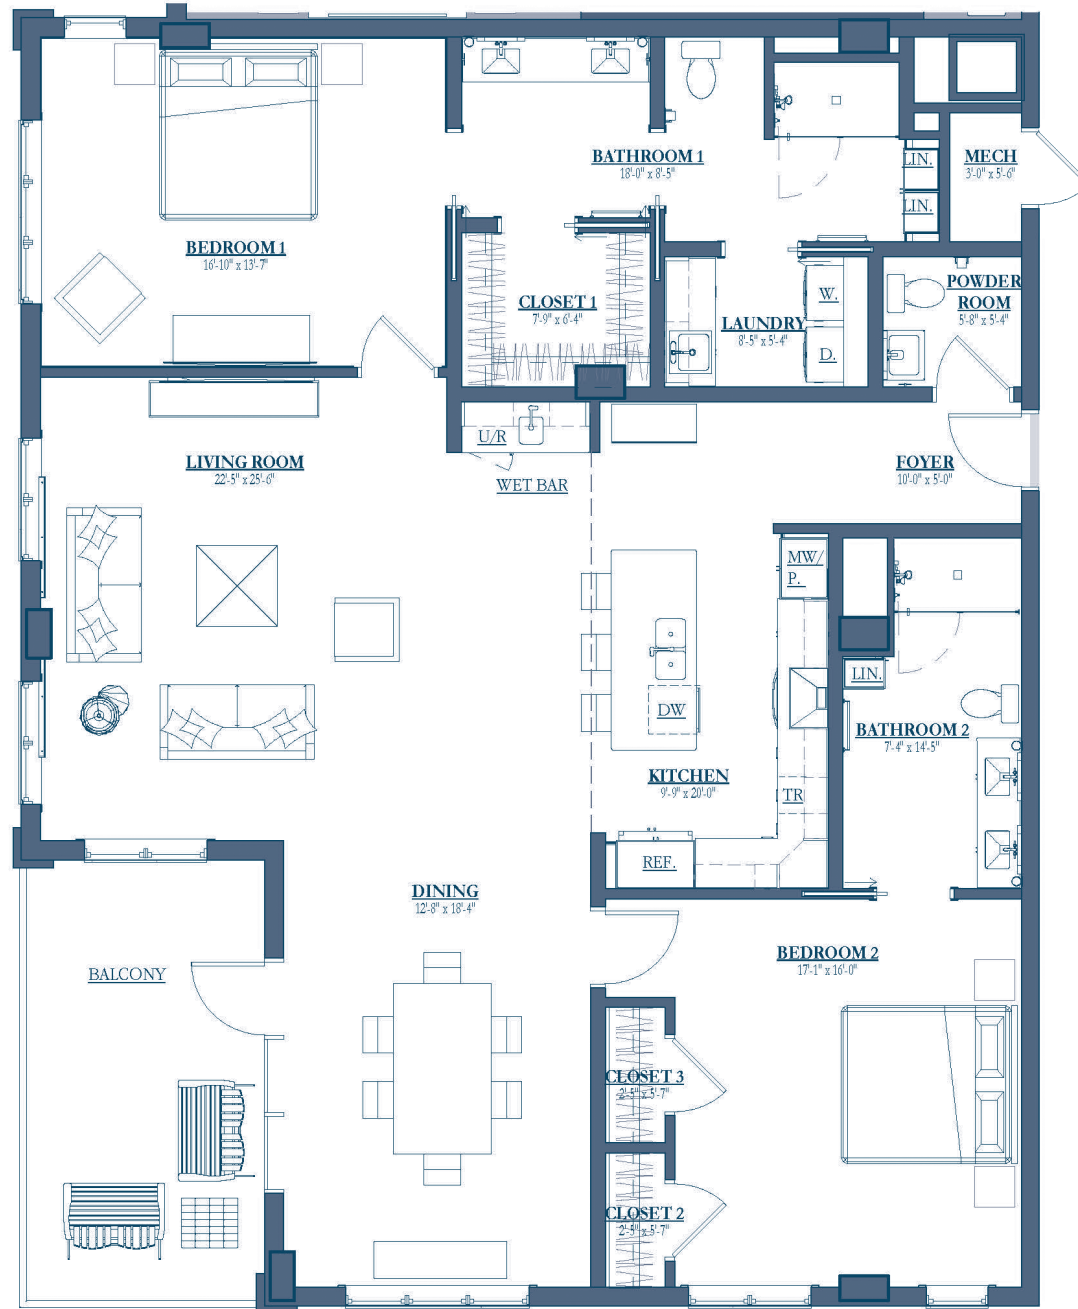 BATHROOM 1
18'-0" x 8'-5"
LIN.
LIN.
MECH
3'-0" x 5'-6"
BEDROOM 1
16'-10" x 13'-7"
CLOSET 1
7'-9" x 6'-4"
LAUNDRY
8'-5" x 5'-4"
W.
D.
POWDER
ROOM
5'-8" x 5'-4"
U/R
WET BAR
LIVING ROOM
22'-5" x 25'-6"
FOYER
10'-0" x 5'-0"
MW/
P.
LIN.
DW
BATHROOM 2
7'-4" x 14'-5"
KITCHEN
9'-9" x 20'-0"
TR
REF.
DINING
12'-8" x 18'-4"
BALCONY
BEDROOM 2
17'-1" x 16'-0"
CLOSET 3
2'-5" x 5'-7"
CLOSET 2
2'-5" x 5'-7"